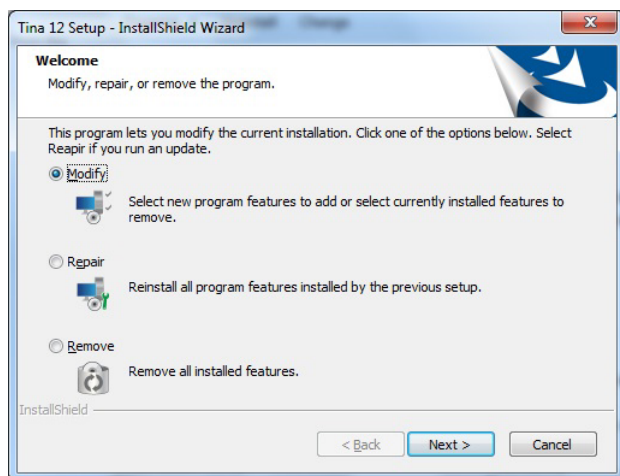 Tina 12 Setup - InstallShield Wizard
Welcome
Modify, repair, or remove the program.
This program lets you modify the current installation. Click one of the options below. Select
Reapir if you run an update.
Modify
Select new program features to add or select currently installed features to
remove.
Repair
Reinstall all program features installed by the previous setup.
Remove
Remove all installed features.
InstallShield
< Back Next > Cancel